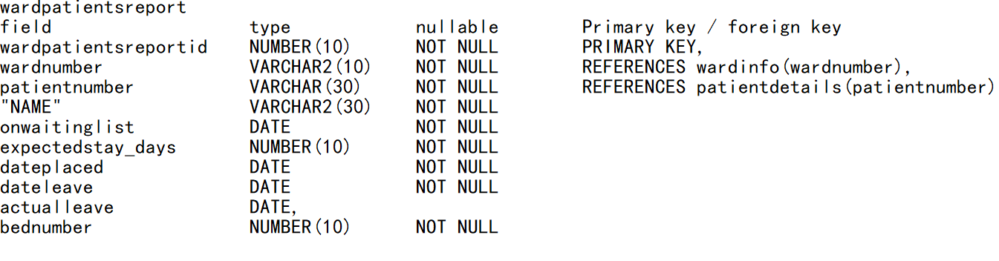 wardpatientsreport
field type nullable Primary key / foreign key
wardpatientsreportid NUMBER(10) NOT NULL PRIMARY KEY,
wardnumber VARCHAR2(10) NOT NULL REFERENCES wardinfo(wardnumber),
patientnumber VARCHAR(30) NOT NULL REFERENCES patientdetails(patientnumber)
"NAME" VARCHAR2(30) NOT NULL
onwaitinglist DATE NOT NULL
expectedstay_days NUMBER(10) NOT NULL
dateplaced DATE NOT NULL
dateleave DATE NOT NULL
actualleave DATE,
bednumber NUMBER(10) NOT NULL